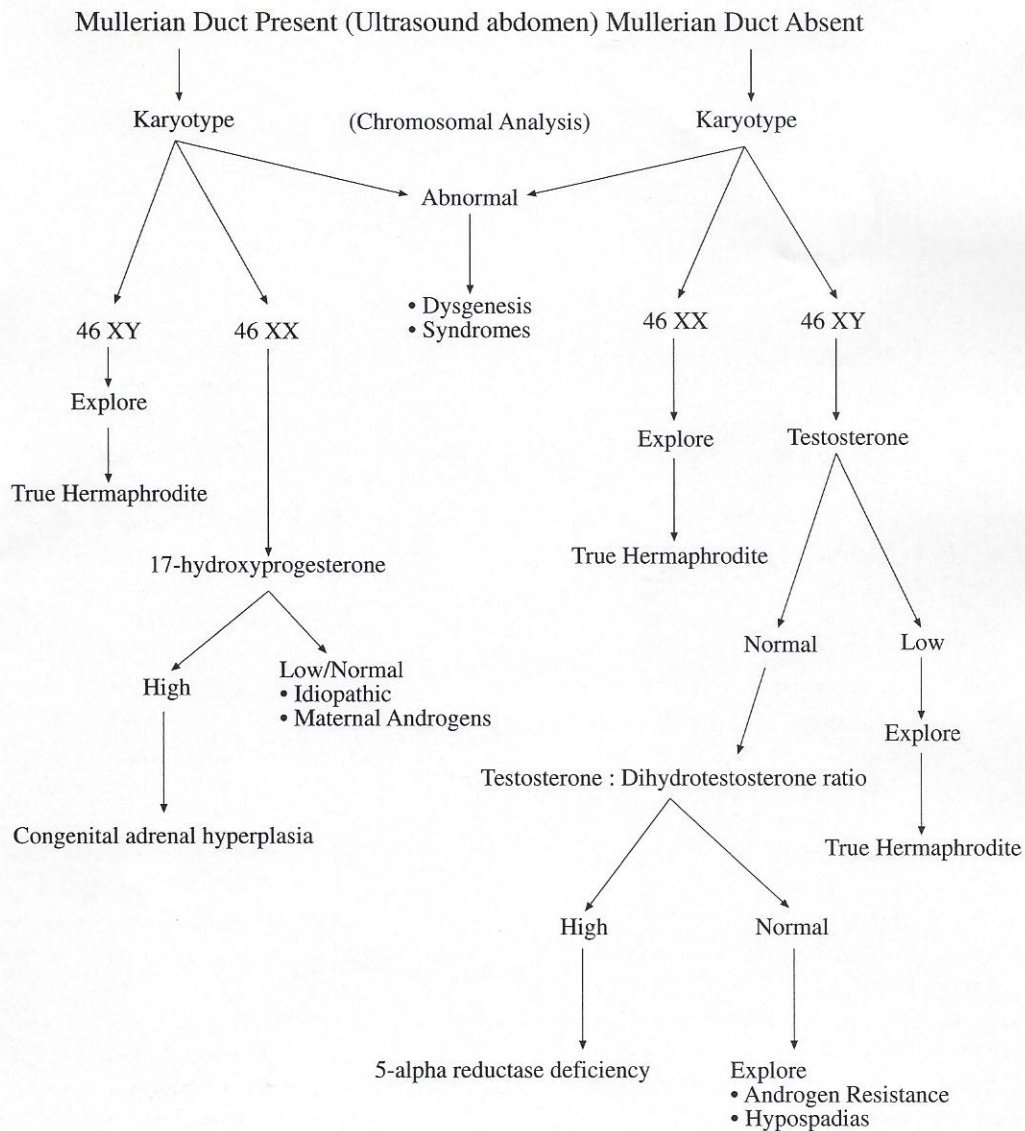 Mullerian Duct Present (Ultrasound abdomen) Mullerian Duct Absent
Karyotype
(Chromosomal Analysis)
Karyotype
Abnormal
• Dysgenesis
• Syndromes
46 XY
46 XX
Explore
True Hermaphrodite
17-hydroxyprogesterone
High
Low/Normal
• Idiopathic
• Maternal Androgens
Congenital adrenal hyperplasia
46 XX
46 XY
Explore
Testosterone
True Hermaphrodite
Normal
Low
Explore
True Hermaphrodite
Testosterone : Dihydrotestosterone ratio
High
Normal
5-alpha reductase deficiency
Explore
• Androgen Resistance
• Hypospadias